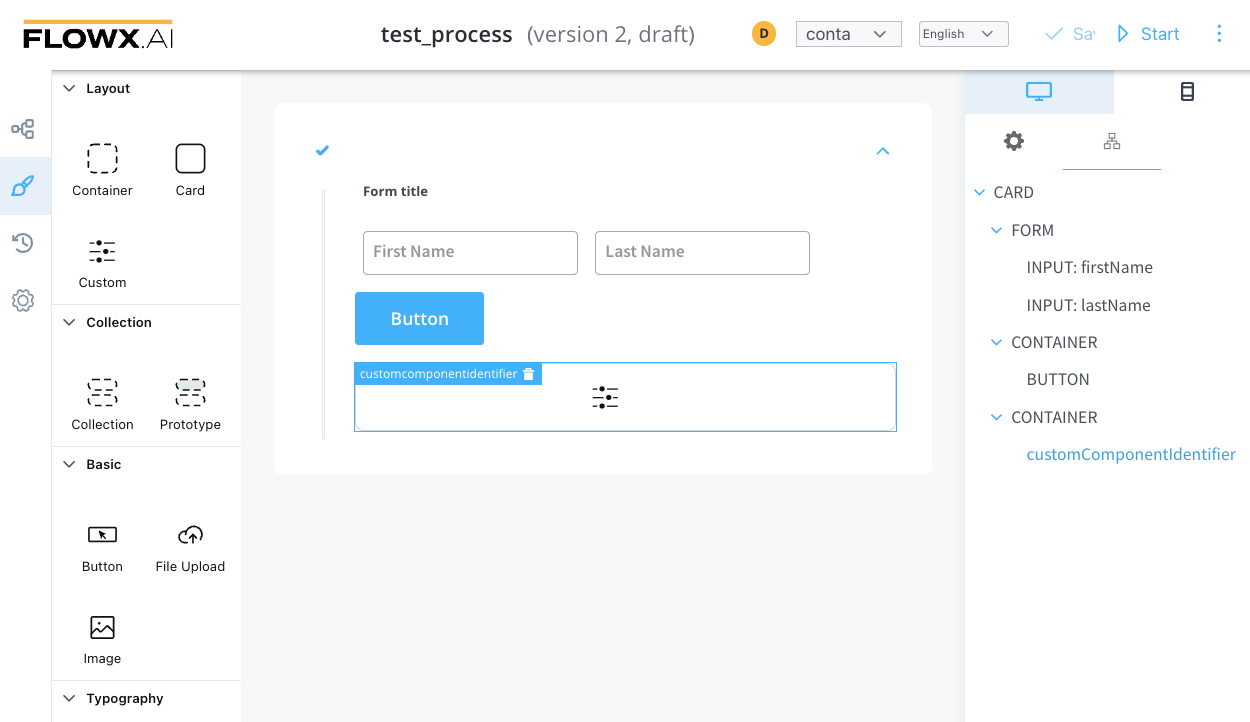 FLOWX.AI
test_process (version 2, draft)
D
conta
English
Start
Layout
Container
Card
Custom
Collection
Collection
Prototype
Basic
Button
File Upload
Image
Typography
Form title
First Name
Last Name
Button
customcomponentidentifier
CARD
FORM
INPUT: firstName
INPUT: lastName
CONTAINER
BUTTON
CONTAINER
customComponentIdentifier